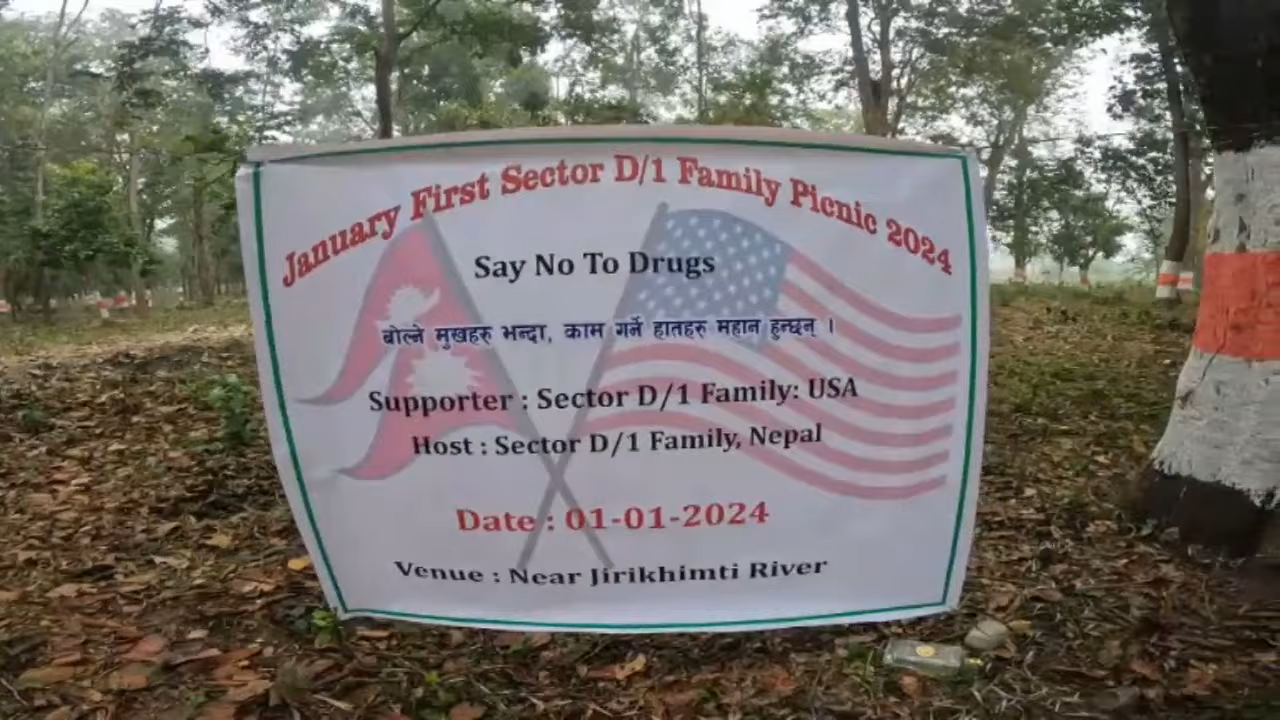 January First Sector D/1 Family Picnic 2024
Say No To Drugs
बोल्ने मुखहरु भन्दा, काम गर्ने हातहरु महान हुन्छन् ।
Supporter : Sector D/1 Family: USA
Host : Sector D/1 Family, Nepal
Date : 01-01-2024
Venue : Near Jirikhimti River